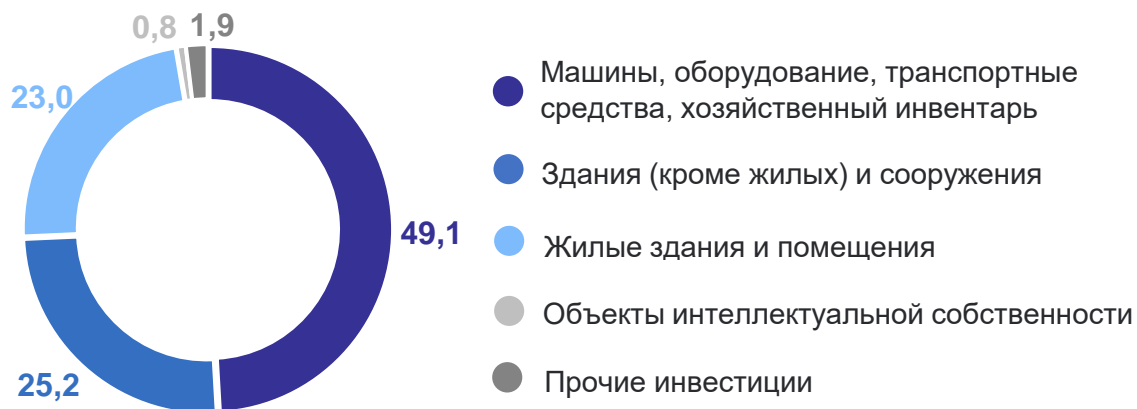 0,8 1,9
23,0
49,1
25,2
Машины, оборудование, транспортные
средства, хозяйственный инвентарь
Здания (кроме жилых) и сооружения
Жилые здания и помещения
Объекты интеллектуальной собственности
Прочие инвестиции